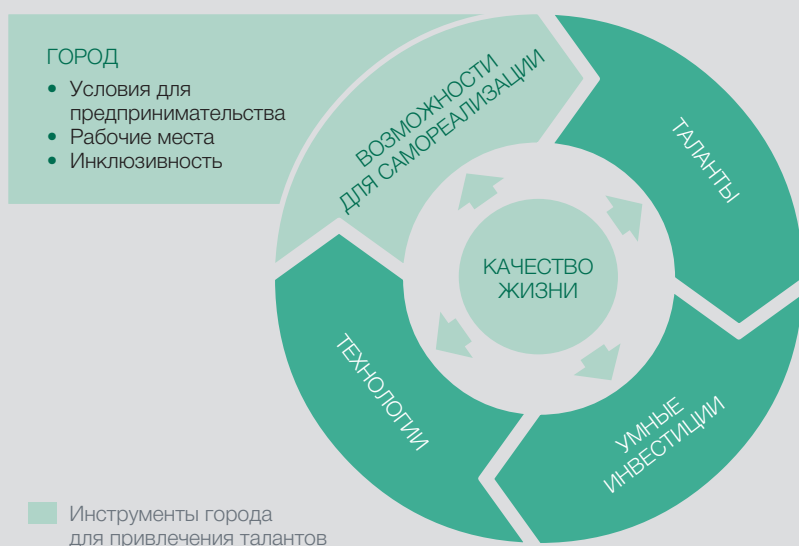 ГОРОД
• Условия для
предпринимательства
• Рабочие места
• Инклюзивность
ВОЗМОЖНОСТИ
ДЛЯ САМОРЕАЛИЗАЦИИ
ТАЛАНТЫ
КАЧЕСТВО
ЖИЗНИ
ТЕХНОЛОГИИ
УМНЫЕ
ИНВЕСТИЦИИ
Инструменты города
для привлечения талантов